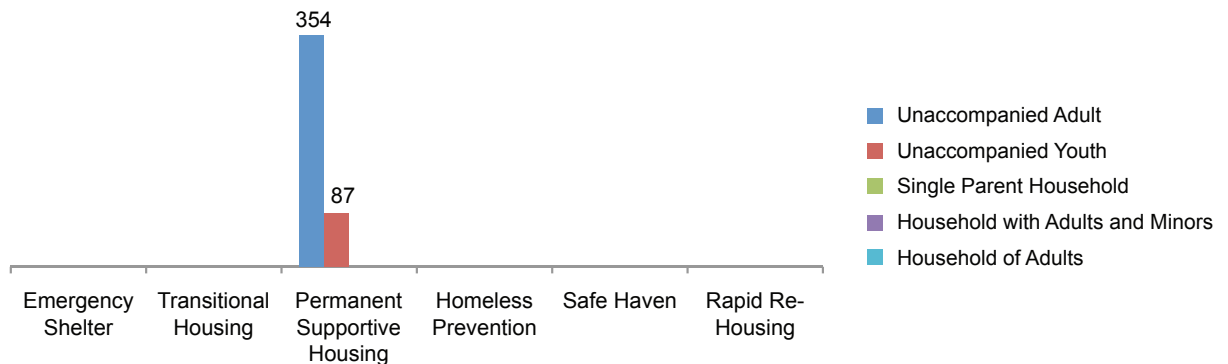 354
87
Emergency
Shelter
Transitional
Housing
Permanent
Supportive
Housing
Homeless
Prevention
Safe Haven
Rapid Re-
Housing
Unaccompanied Adult
Unaccompanied Youth
Single Parent Household
Household with Adults and Minors
Household of Adults